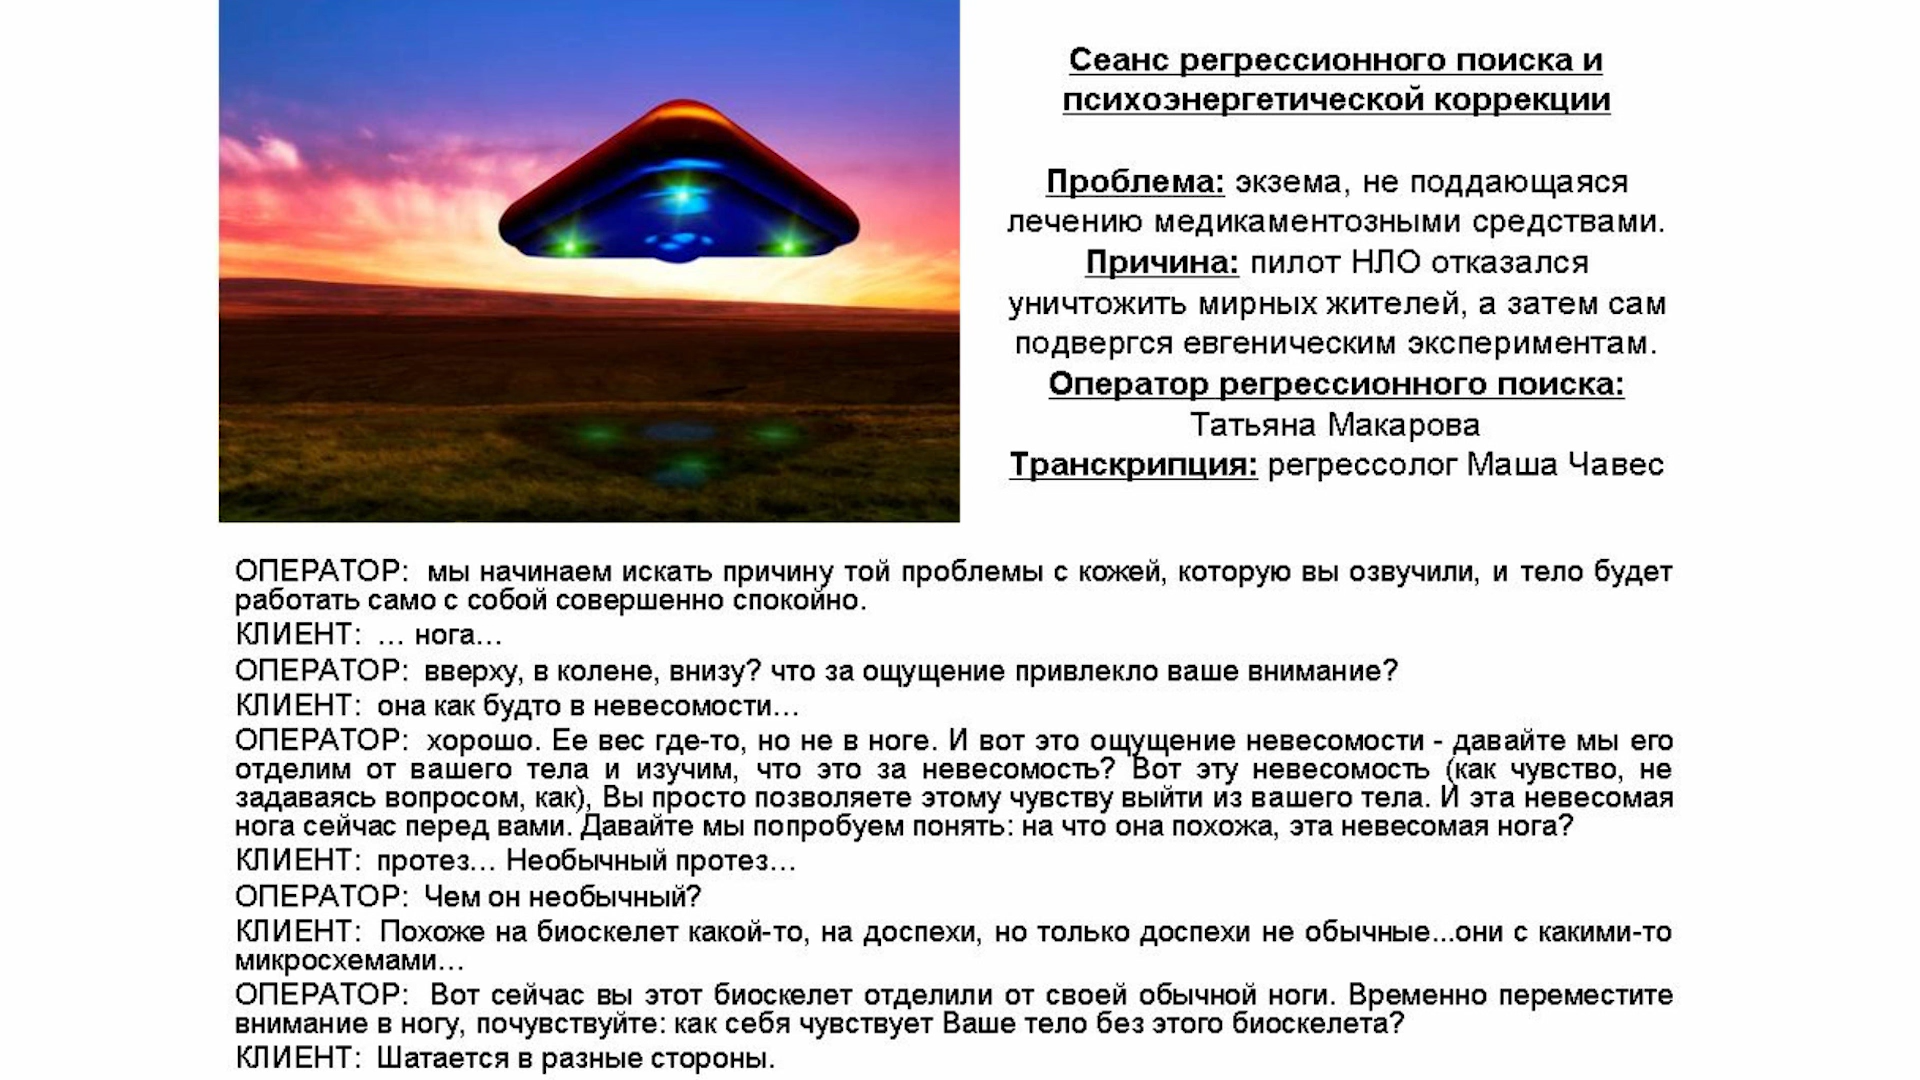 Сеанс регрессионного поиска и
психоэнергетической коррекции
Проблема: экзема, не поддающаяся
лечению медикаментозными средствами.
Причина: пилот НЛО отказался
уничтожить мирных жителей, а затем сам
подвергся евгеническим экспериментам.
Оператор регрессионного поиска:
Татьяна Макарова
Транскрипция: регрессолог Маша Чавес
ОПЕРАТОР: мы начинаем искать причину той проблемы с кожей, которую вы озвучили, и тело будет
работать само с собой совершенно спокойно.
КЛИЕНТ: … нога…
ОПЕРАТОР: вверху, в колене, внизу? что за ощущение привлекло ваше внимание?
КЛИЕНТ: она как будто в невесомости…
ОПЕРАТОР: хорошо. Ее вес где-то, но не в ноге. И вот это ощущение невесомости - давайте мы его
отделим от вашего тела и изучим, что это за невесомость? Вот эту невесомость (как чувство, не
задаваясь вопросом, как), Вы просто позволяете этому чувству выйти из вашего тела. И эта невесомая
нога сейчас перед вами. Давайте мы попробуем понять: на что она похожа, эта невесомая нога?
КЛИЕНТ: протез… Необычный протез…
ОПЕРАТОР: Чем он необычный?
КЛИЕНТ: Похоже на биоскелет какой-то, на доспехи, но только доспехи не обычные...они с какими-то
микросхемами…
ОПЕРАТОР: Вот сейчас вы этот биоскелет отделили от своей обычной ноги. Временно переместите
внимание в ногу, почувствуйте: как себя чувствует Ваше тело без этого биоскелета?
КЛИЕНТ: Шатается в разные стороны.